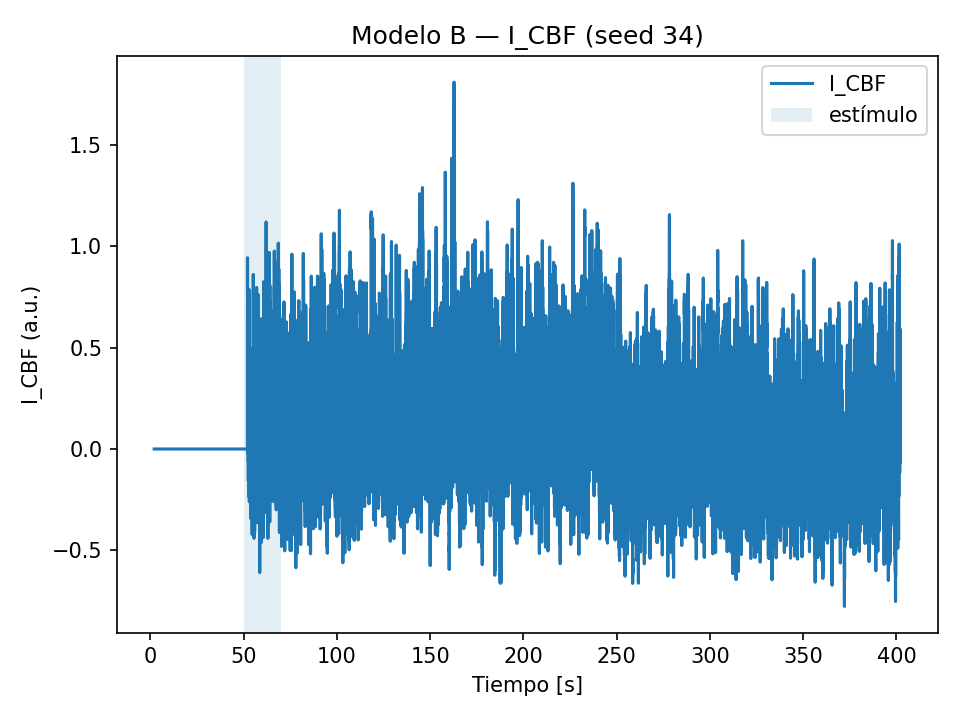 Modelo B — I_CBF (seed 34)
I_CBF
estímulo
1.5
1.0
0.5
0.0
−0.5
I_CBF (a.u.)
0 50 100 150 200 250 300 350 400
Tiempo [s]